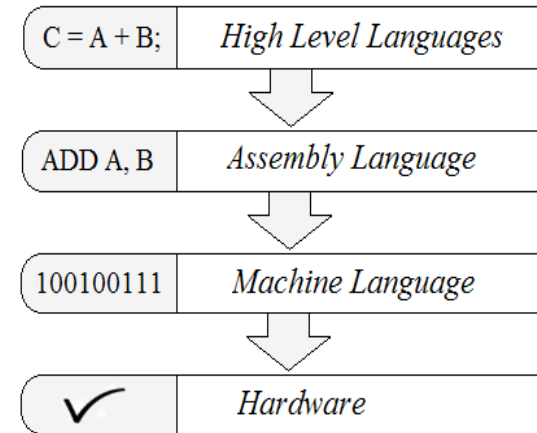 C = A + B; High Level Languages
ADD A, B Assembly Language
100100111 Machine Language
Hardware